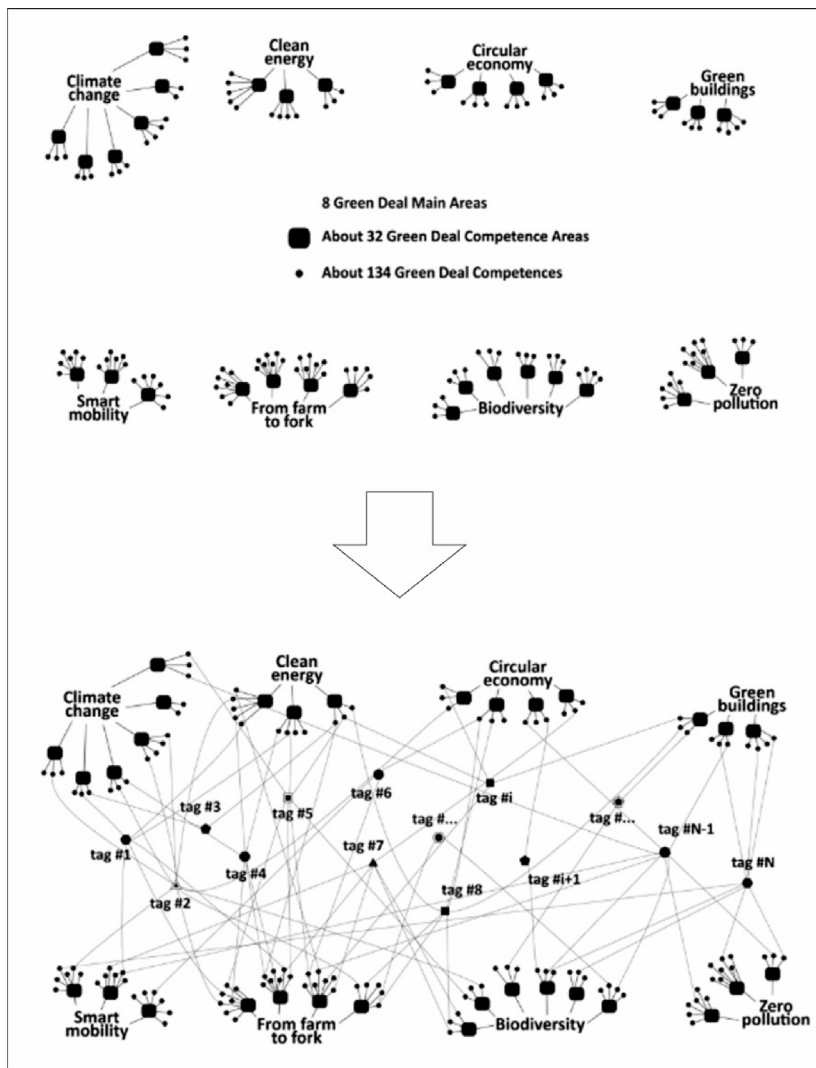 Climate
change
Clean
energy
Circular
economy
Green
buildings
8 Green Deal Main Areas
About 32 Green Deal Competence Areas
About 134 Green Deal Competences
Smart
mobility
From farm
to fork
Biodiversity
Zero
pollution
Climate
change
Clean
energy
Circular
economy
Green
buildings
tag #1
tag #2
tag #3
tag #4
tag #5
tag #6
tag #7
tag #...
tag #8
tag #i
tag #i+1
tag #...
tag #N-1
tag #N
Smart
mobility
From farm
to fork
Biodiversity
Zero
pollution